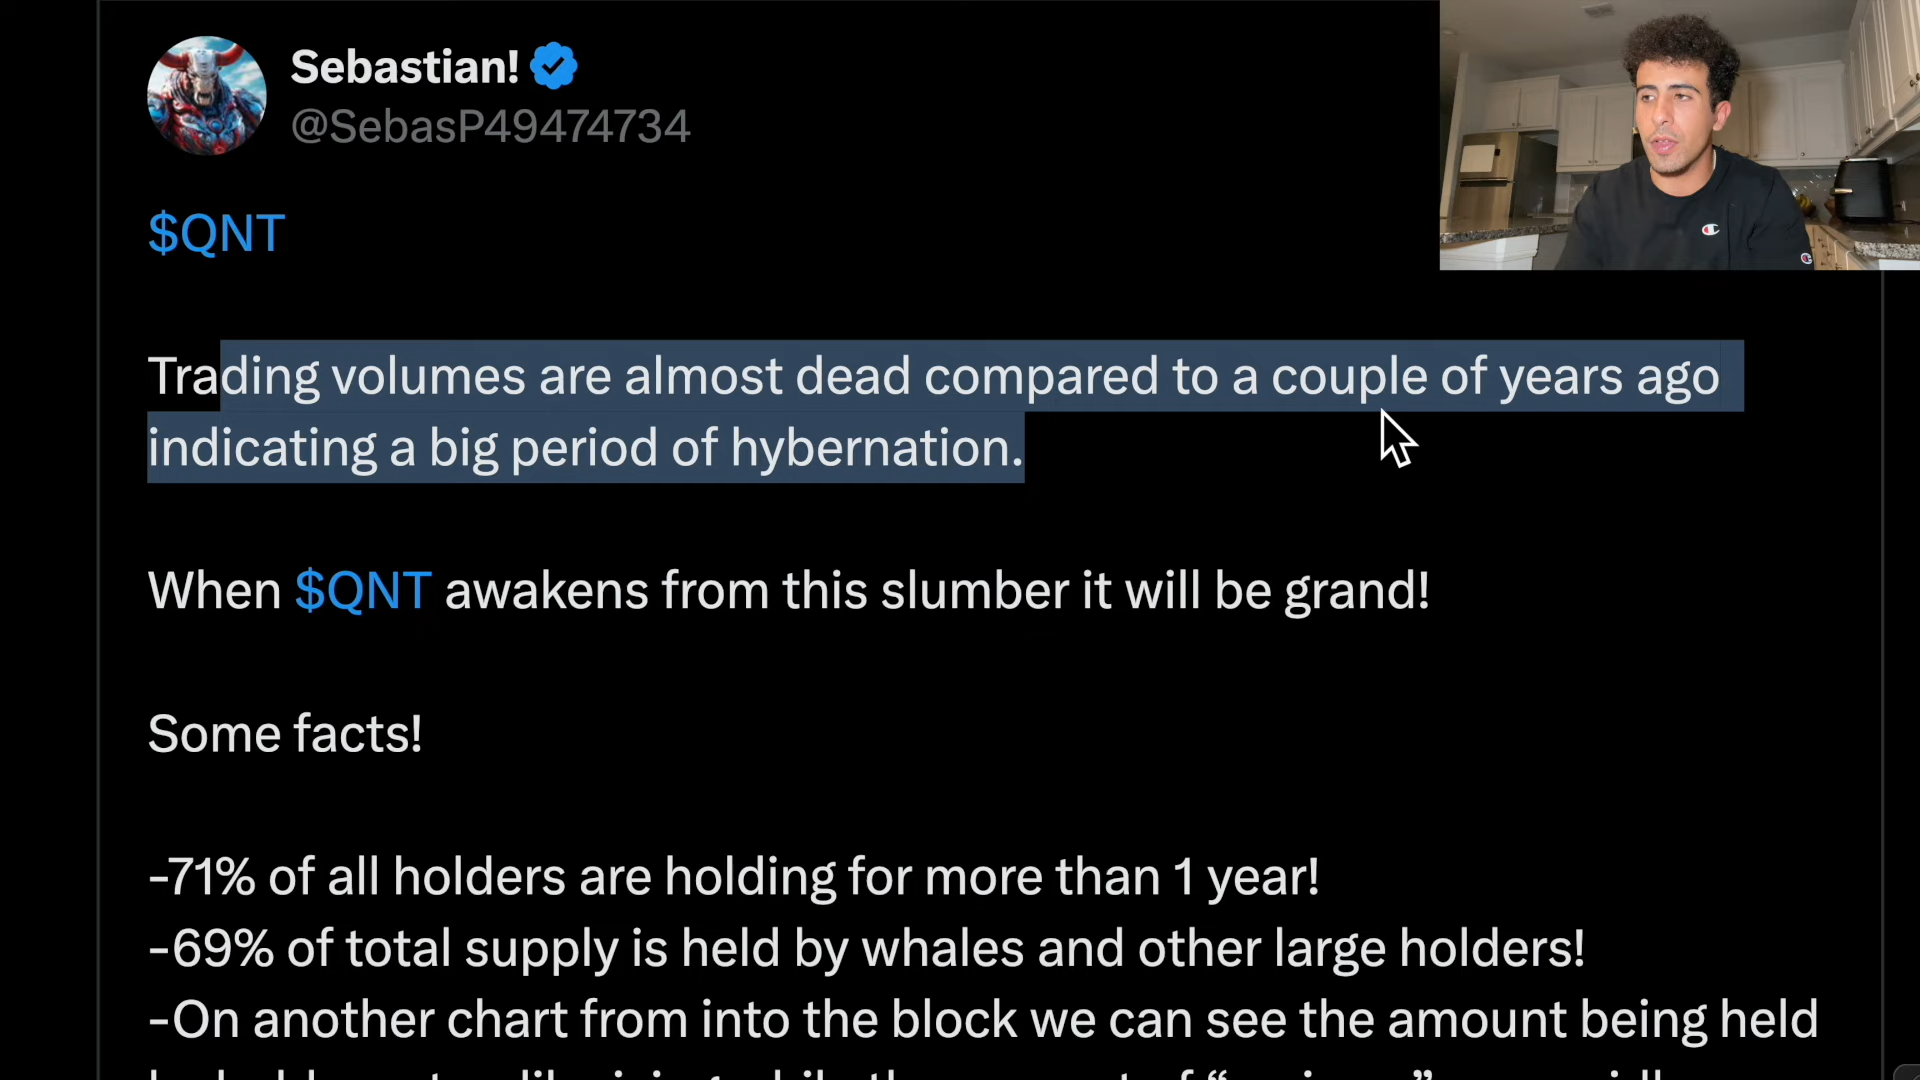 Sebastian!
@SebasP49474734
$QNT
Trading volumes are almost dead compared to a couple of years ago
indicating a big period of hybernation.
When $QNT awakens from this slumber it will be grand!
Some facts!
-71% of all holders are holding for more than 1 year!
-69% of total supply is held by whales and other large holders!
-On another chart from into the block we can see the amount being held